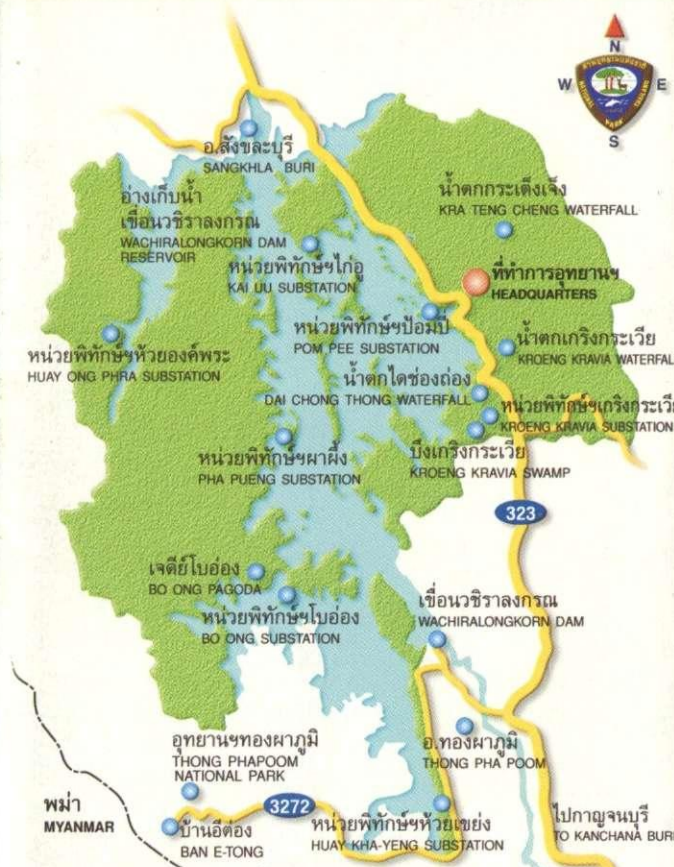 N
W
E
S
อ.สังขละบุรี
SANGKHLA BURI
อ่างเก็บน้ำ
เขื่อนวชิราลงกรณ
WACHIRALONGKORN DAM
RESERVOIR
น้ำตกกระเต็งเจ็ง
KRA TENG CHENG WATERFALL
หน่วยพิทักษ์ฯไก่อู
KAI UU SUBSTATION
ที่ทำการอุทยานฯ
HEADQUARTERS
หน่วยพิทักษ์ฯป้อมปี่
POM PEE SUBSTATION
น้ำตกเกริงกระเวีย
KROENG KRAVIA WATERFAL
หน่วยพิทักษ์ฯห้วยองค์พระ
HUAY ONG PHRA SUBSTATION
น้ำตกไดช่องถ่อง
DAI CHONG THONG WATERFALL
หน่วยพิทักษ์ฯเกริงกระเวีย
KROENG KRAVIA SUBSTATION
หน่วยพิทักษ์ฯผาผึ้ง
PHA PUENG SUBSTATION
บึงเกริงกระเวีย
KROENG KRAVIA SWAMP
323
เจดีย์โบอ่อง
BO ONG PAGODA
หน่วยพิทักษ์ฯโบอ่อง
BO ONG SUBSTATION
เขื่อนวชิราลงกรณ
WACHIRALONGKORN DAM
อุทยานฯทองผาภูมิ
THONG PHAPOOM
NATIONAL PARK
อ.ทองผาภูมิ
THONG PHA POOM
พม่า
MYANMAR
3272
บ้านอีต่อง
BAN E-TONG
หน่วยพิทักษ์ฯห้วยเขย่ง
HUAY KHA-YENG SUBSTATION
ไปกาญจนบุรี
TO KANCHANA BURI